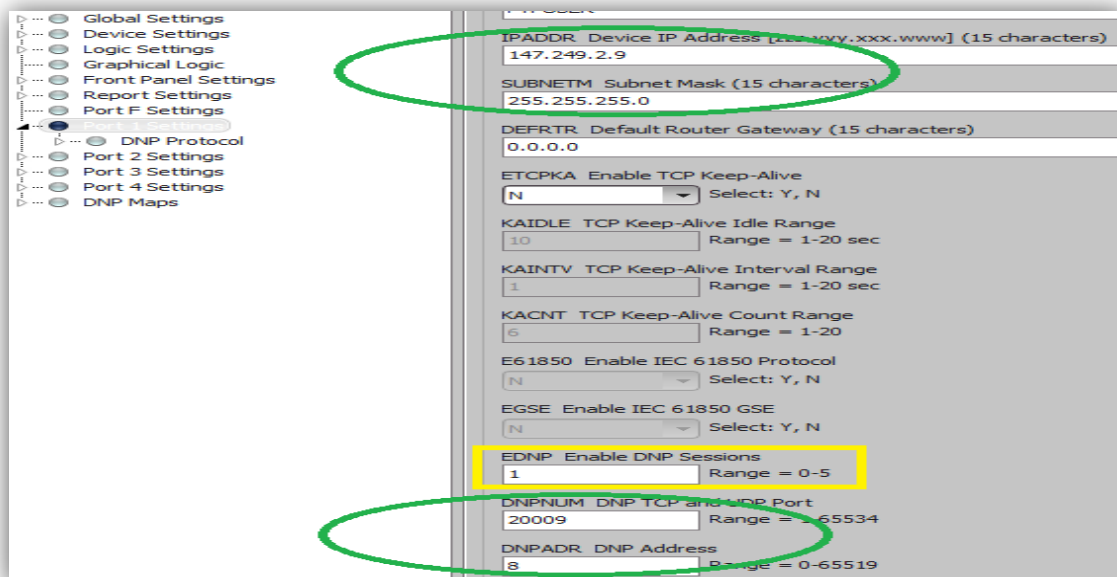 Global Settings
Device Settings
Logic Settings
Graphical Logic
Front Panel Settings
Report Settings
Port F Settings
Port 1 Settings
DNP Protocol
Port 2 Settings
Port 3 Settings
Port 4 Settings
DNP Maps
IPADDR Device IP Address (15 characters)
147.249.2.9
SUBNETM Subnet Mask (15 characters)
255.255.255.0
DEFRTR Default Router Gateway (15 characters)
0.0.0.0
ETCPKA Enable TCP Keep-Alive
N Select: Y, N
KAIDLE TCP Keep-Alive Idle Range
10 Range = 1-20 sec
KAINTV TCP Keep-Alive Interval Range
1 Range = 1-20 sec
KACNT TCP Keep-Alive Count Range
6 Range = 1-20
E61850 Enable IEC 61850 Protocol
N Select: Y, N
EGSE Enable IEC 61850 GSE
N Select: Y, N
EDNP Enable DNP Sessions
1 Range = 0-5
DNPNUM DNP TCP and UDP Port
20009 Range = 1-65534
DNPADR DNP Address
8 Range = 0-65519